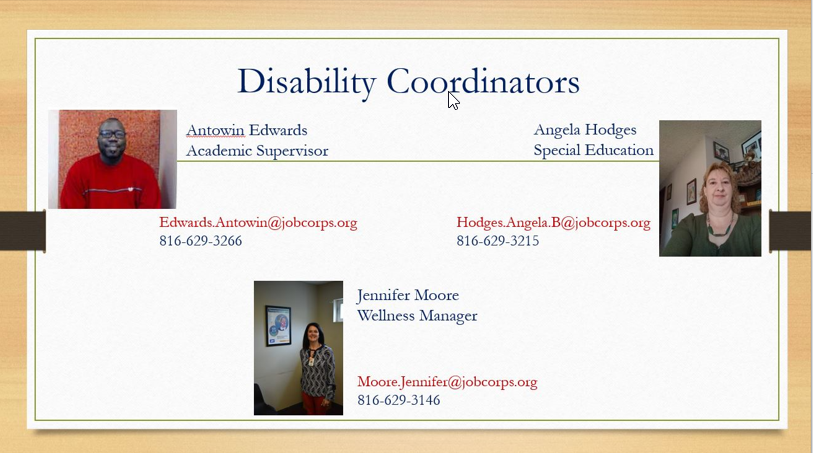 Disability Coordinators
Antowin Edwards
Academic Supervisor
Edwards.Antowin@jobcorps.org
816-629-3266
Angela Hodges
Special Education
Hodges.Angela.B@jobcorps.org
816-629-3215
Jennifer Moore
Wellness Manager
Moore.Jennifer@jobcorps.org
816-629-3146